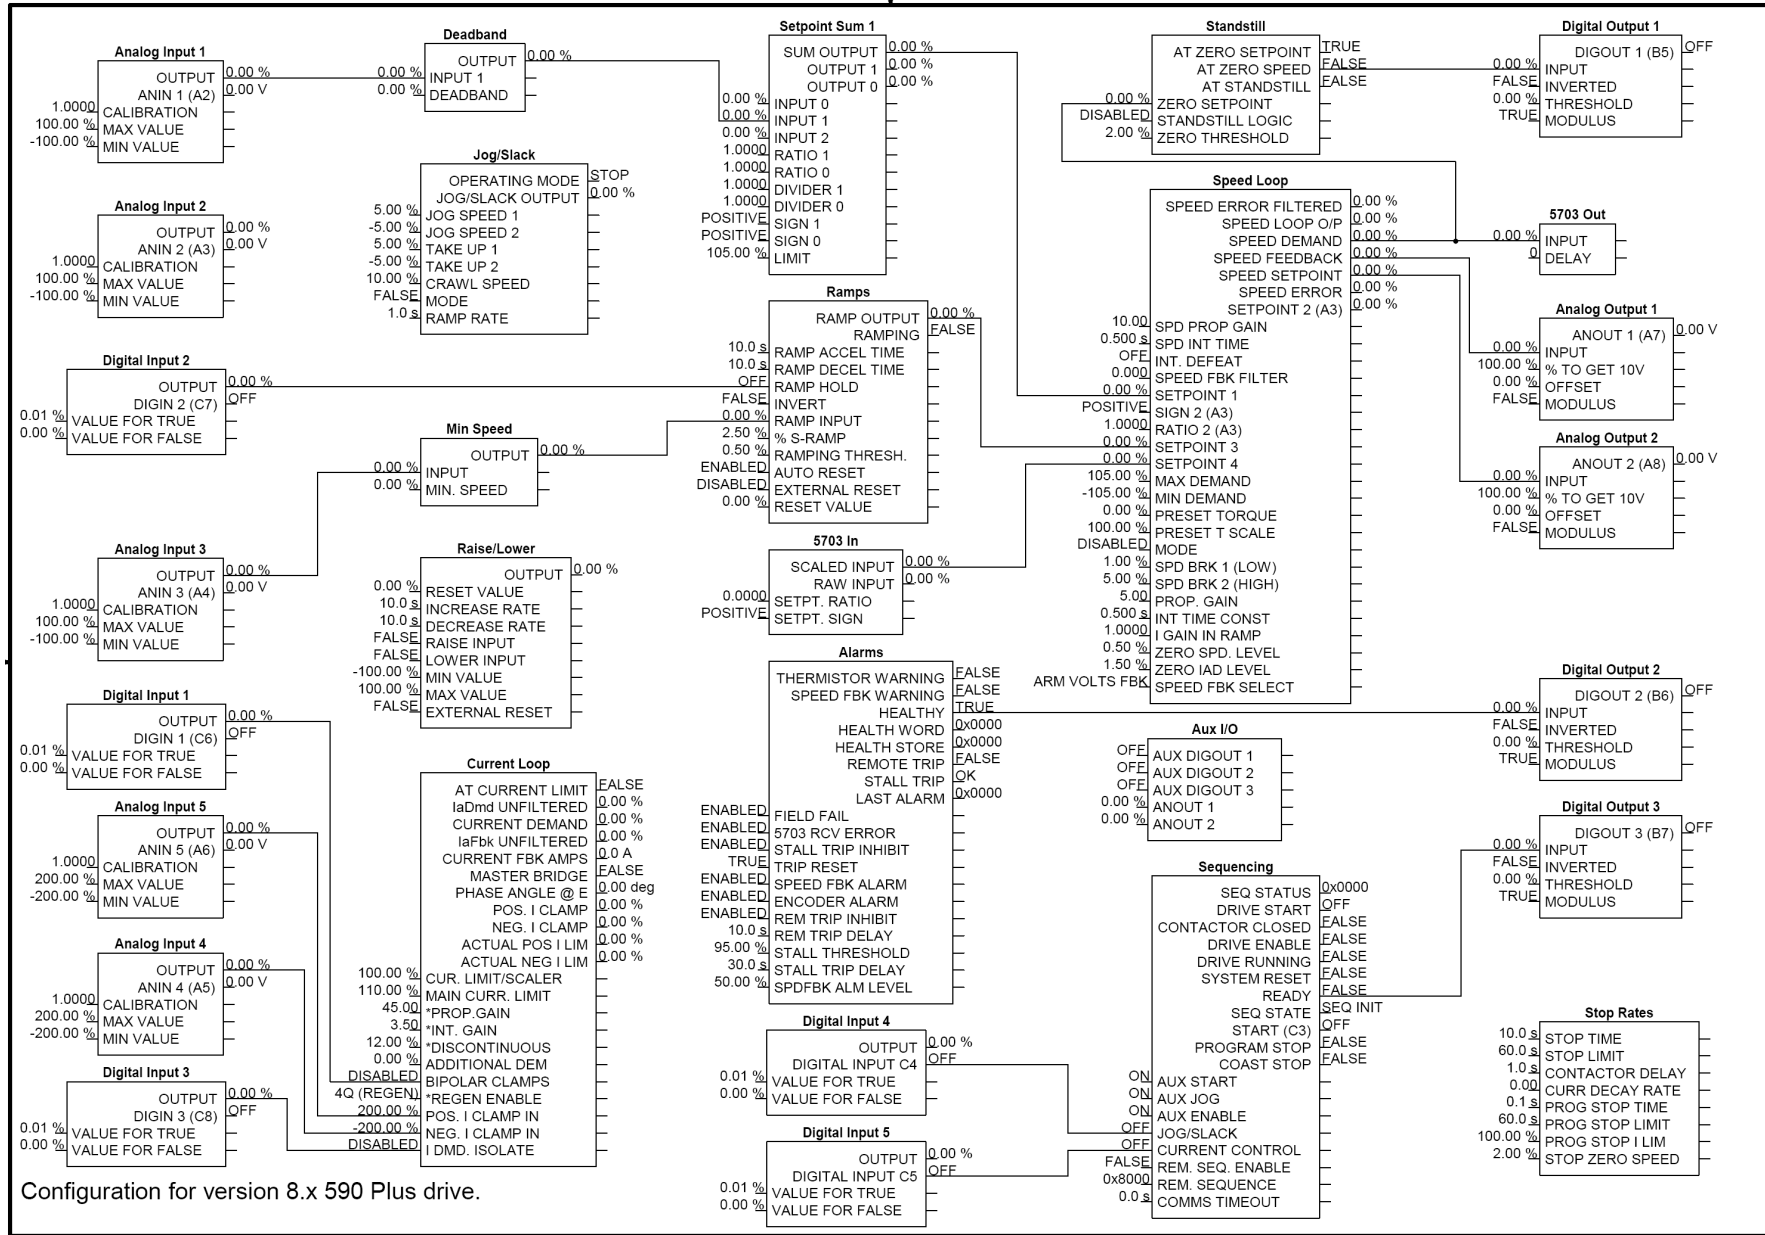 Analog Input 1
OUTPUT 0.00 %
ANIN 1 (A2) 0.00 V
1.0000 CALIBRATION
100.00 % MAX VALUE
-100.00 % MIN VALUE
Analog Input 2
OUTPUT 0.00 %
ANIN 2 (A3) 0.00 V
1.0000 CALIBRATION
100.00 % MAX VALUE
-100.00 % MIN VALUE
Digital Input 2
OUTPUT 0.00 %
DIGIN 2 (C7) OFF
0.01 % VALUE FOR TRUE
0.00 % VALUE FOR FALSE
Analog Input 3
OUTPUT 0.00 %
ANIN 3 (A4) 0.00 V
1.0000 CALIBRATION
100.00 % MAX VALUE
-100.00 % MIN VALUE
Digital Input 1
OUTPUT 0.00 %
DIGIN 1 (C6) OFF
0.01 % VALUE FOR TRUE
0.00 % VALUE FOR FALSE
Analog Input 5
OUTPUT 0.00 %
ANIN 5 (A6) 0.00 V
1.0000 CALIBRATION
200.00 % MAX VALUE
-200.00 % MIN VALUE
Analog Input 4
OUTPUT 0.00 %
ANIN 4 (A5) 0.00 V
1.0000 CALIBRATION
200.00 % MAX VALUE
-200.00 % MIN VALUE
Digital Input 3
OUTPUT 0.00 %
DIGIN 3 (C8) OFF
0.01 % VALUE FOR TRUE
0.00 % VALUE FOR FALSE
Deadband
OUTPUT 0.00 %
0.00 % INPUT 1
0.00 % DEADBAND
Jog/Slack
OPERATING MODE STOP
JOG/SLACK OUTPUT 0.00 %
5.00 % JOG SPEED 1
-5.00 % JOG SPEED 2
5.00 % TAKE UP 1
-5.00 % TAKE UP 2
10.00 % CRAWL SPEED
FALSE MODE
1.0 s RAMP RATE
Min Speed
OUTPUT 0.00 %
0.00 % INPUT
0.00 % MIN. SPEED
Raise/Lower
OUTPUT 0.00 %
0.00 % RESET VALUE
10.0 s INCREASE RATE
10.0 s DECREASE RATE
FALSE RAISE INPUT
FALSE LOWER INPUT
-100.00 % MIN VALUE
100.00 % MAX VALUE
FALSE EXTERNAL RESET
Current Loop
AT CURRENT LIMIT FALSE
IaDmd UNFILTERED 0.00 %
CURRENT DEMAND 0.00 %
IaFbk UNFILTERED 0.00 %
CURRENT FBK AMPS 0.0 A
MASTER BRIDGE FALSE
PHASE ANGLE @ E 0.00 deg
POS. I CLAMP 0.00 %
NEG. I CLAMP 0.00 %
ACTUAL POS I LIM 0.00 %
ACTUAL NEG I LIM 0.00 %
100.00 % CUR. LIMIT/SCALER
110.00 % MAIN CURR. LIMIT
45.00 *PROP.GAIN
3.50 *INT. GAIN
12.00 % *DISCONTINUOUS
0.00 % ADDITIONAL DEM
DISABLED BIPOLAR CLAMPS
4Q (REGEN) *REGEN ENABLE
200.00 % POS. I CLAMP IN
-200.00 % NEG. I CLAMP IN
DISABLED I DMD. ISOLATE
Setpoint Sum 1
SUM OUTPUT 0.00 %
OUTPUT 1 0.00 %
OUTPUT 0 0.00 %
0.00 % INPUT 0
0.00 % INPUT 1
0.00 % INPUT 2
1.0000 RATIO 1
1.0000 RATIO 0
1.0000 DIVIDER 1
1.0000 DIVIDER 0
POSITIVE SIGN 1
POSITIVE SIGN 0
105.00 % LIMIT
Ramps
RAMP OUTPUT 0.00 %
RAMPING FALSE
10.0 s RAMP ACCEL TIME
10.0 s RAMP DECEL TIME
OFF RAMP HOLD
FALSE INVERT
0.00 % RAMP INPUT
2.50 % % S-RAMP
0.50 % RAMPING THRESH.
ENABLED AUTO RESET
DISABLED EXTERNAL RESET
0.00 % RESET VALUE
5703 In
SCALED INPUT 0.00 %
RAW INPUT 0.00 %
0.0000 SETPT. RATIO
POSITIVE SETPT. SIGN
Alarms
THERMISTOR WARNING FALSE
SPEED FBK WARNING FALSE
HEALTHY TRUE
HEALTH WORD 0x0000
HEALTH STORE 0x0000
REMOTE TRIP FALSE
STALL TRIP OK
LAST ALARM 0x0000
ENABLED FIELD FAIL
ENABLED 5703 RCV ERROR
ENABLED STALL TRIP INHIBIT
TRUE TRIP RESET
ENABLED SPEED FBK ALARM
ENABLED ENCODER ALARM
ENABLED REM TRIP INHIBIT
10.0 s REM TRIP DELAY
95.00 % STALL THRESHOLD
30.0 s STALL TRIP DELAY
50.00 % SPDFBK ALM LEVEL
Digital Input 4
OUTPUT 0.00 %
DIGITAL INPUT C4 OFF
0.01 % VALUE FOR TRUE
0.00 % VALUE FOR FALSE
Digital Input 5
OUTPUT 0.00 %
DIGITAL INPUT C5 OFF
0.01 % VALUE FOR TRUE
0.00 % VALUE FOR FALSE
Standstill
AT ZERO SETPOINT TRUE
AT ZERO SPEED FALSE
AT STANDSTILL FALSE
0.00 % ZERO SETPOINT
DISABLED STANDSTILL LOGIC
2.00 % ZERO THRESHOLD
Speed Loop
SPEED ERROR FILTERED 0.00 %
SPEED LOOP O/P 0.00 %
SPEED DEMAND 0.00 %
SPEED FEEDBACK 0.00 %
SPEED SETPOINT 0.00 %
SPEED ERROR 0.00 %
SETPOINT 2 (A3) 0.00 %
10.00 SPD PROP GAIN
0.500 s SPD INT TIME
OFF INT. DEFEAT
0.000 SPEED FBK FILTER
0.00 % SETPOINT 1
POSITIVE SIGN 2 (A3)
1.0000 RATIO 2 (A3)
0.00 % SETPOINT 3
0.00 % SETPOINT 4
105.00 % MAX DEMAND
-105.00 % MIN DEMAND
0.00 % PRESET TORQUE
100.00 % PRESET T SCALE
DISABLED MODE
1.00 % SPD BRK 1 (LOW)
5.00 % SPD BRK 2 (HIGH)
5.00 PROP. GAIN
0.500 s INT TIME CONST
1.0000 I GAIN IN RAMP
0.50 % ZERO SPD. LEVEL
1.50 % ZERO IAD LEVEL
ARM VOLTS FBK SPEED FBK SELECT
Aux I/O
OFF AUX DIGOUT 1
OFF AUX DIGOUT 2
OFF AUX DIGOUT 3
0.00 % ANOUT 1
0.00 % ANOUT 2
Sequencing
SEQ STATUS 0x0000
DRIVE START OFF
CONTACTOR CLOSED FALSE
DRIVE ENABLE FALSE
DRIVE RUNNING FALSE
SYSTEM RESET FALSE
READY FALSE
SEQ STATE SEQ INIT
START (C3) OFF
PROGRAM STOP FALSE
COAST STOP FALSE
ON AUX START
ON AUX JOG
ON AUX ENABLE
OFF JOG/SLACK
OFF CURRENT CONTROL
FALSE REM. SEQ. ENABLE
0x8000 REM. SEQUENCE
0.0 s COMMS TIMEOUT
Digital Output 1
DIGOUT 1 (B5) OFF
0.00 % INPUT
FALSE INVERTED
0.00 % THRESHOLD
TRUE MODULUS
5703 Out
0.00 % INPUT
0 DELAY
Analog Output 1
ANOUT 1 (A7) 0.00 V
0.00 % INPUT
100.00 % % TO GET 10V
0.00 % OFFSET
FALSE MODULUS
Analog Output 2
ANOUT 2 (A8) 0.00 V
0.00 % INPUT
100.00 % % TO GET 10V
0.00 % OFFSET
FALSE MODULUS
Digital Output 2
DIGOUT 2 (B6) OFF
0.00 % INPUT
FALSE INVERTED
0.00 % THRESHOLD
TRUE MODULUS
Digital Output 3
DIGOUT 3 (B7) OFF
0.00 % INPUT
FALSE INVERTED
0.00 % THRESHOLD
TRUE MODULUS
Stop Rates
10.0 s STOP TIME
60.0 s STOP LIMIT
1.0 s CONTACTOR DELAY
0.00 CURR DECAY RATE
0.1 s PROG STOP TIME
60.0 s PROG STOP LIMIT
100.00 % PROG STOP I LIM
2.00 % STOP ZERO SPEED
Configuration for version 8.x 590 Plus drive.